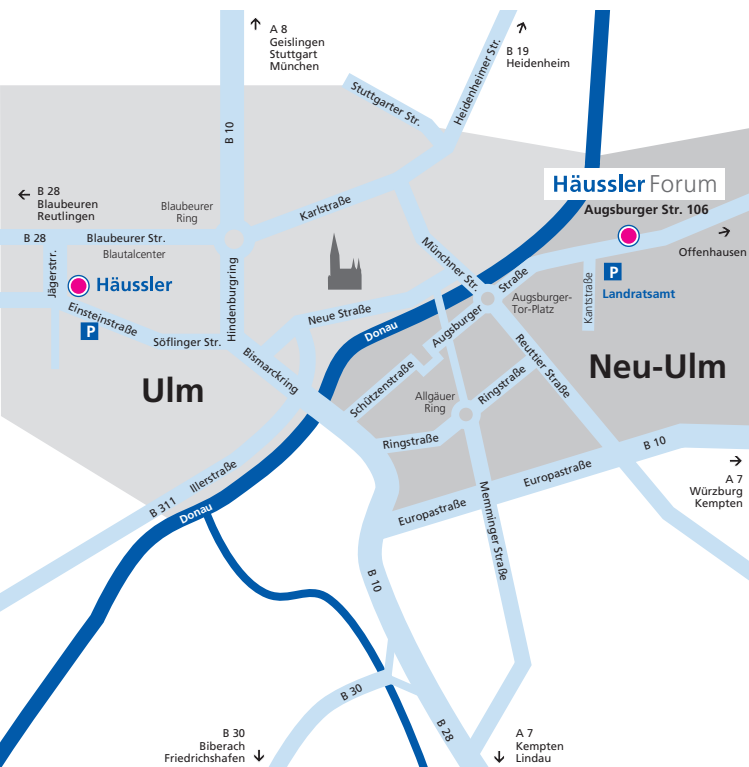 A 8
Geislingen
Stuttgart
München
B 19
Heidenheim
Heidenheimer Str.
Stuttgarter Str.
B 10
B 28
Blaubeuren
Reutlingen
Blaubeurer
Ring
Karlstraße
Häussler Forum
Augsburger Str. 106
Offenhausen
B 28
Blaubeurer Str.
Blautalcenter
Münchner Str.
Jägerstrr.
Häussler
Hindenburgring
P
Landratsamt
Kantstraße
Straße
Augsburger-
Tor-Platz
Augsburger
Neue Straße
Donau
Einsteinstraße
P
Söflinger Str.
Bismarckring
Reuttier Straße
Schützenstraße
Ulm
Neu-Ulm
Allgäuer
Ring
Ringstraße
Ringstraße
B 10
A 7
Würzburg
Kempten
Europastraße
Europastraße
Illerstraße
B 311
Donau
Memminger Straße
B 10
B 30
B 28
B 30
Biberach
Friedrichshafen
A 7
Kempten
Lindau